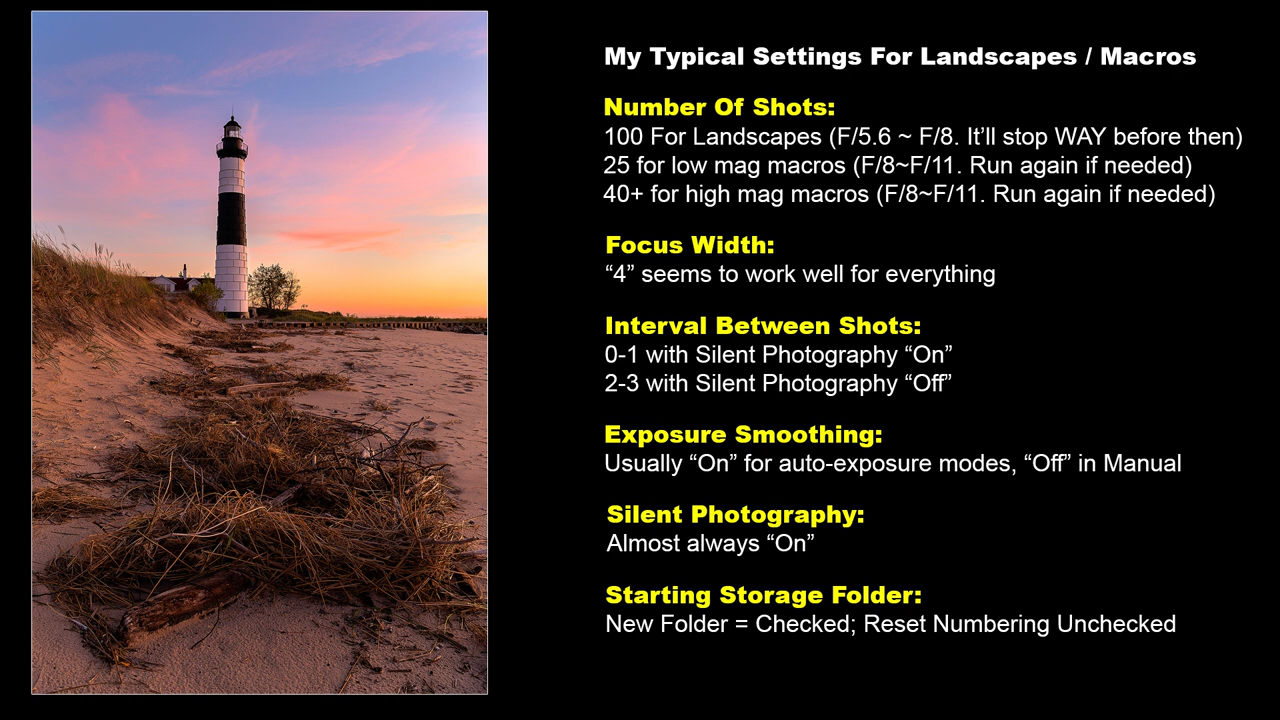 My Typical Settings For Landscapes / Macros
Number Of Shots:
100 For Landscapes (F/5.6 ~ F/8. It’ll stop WAY before then)
25 for low mag macros (F/8~F/11. Run again if needed)
40+ for high mag macros (F/8~F/11. Run again if needed)
Focus Width:
“4” seems to work well for everything
Interval Between Shots:
0-1 with Silent Photography “On”
2-3 with Silent Photography “Off”
Exposure Smoothing:
Usually “On” for auto-exposure modes, “Off” in Manual
Silent Photography:
Almost always “On”
Starting Storage Folder:
New Folder = Checked; Reset Numbering Unchecked